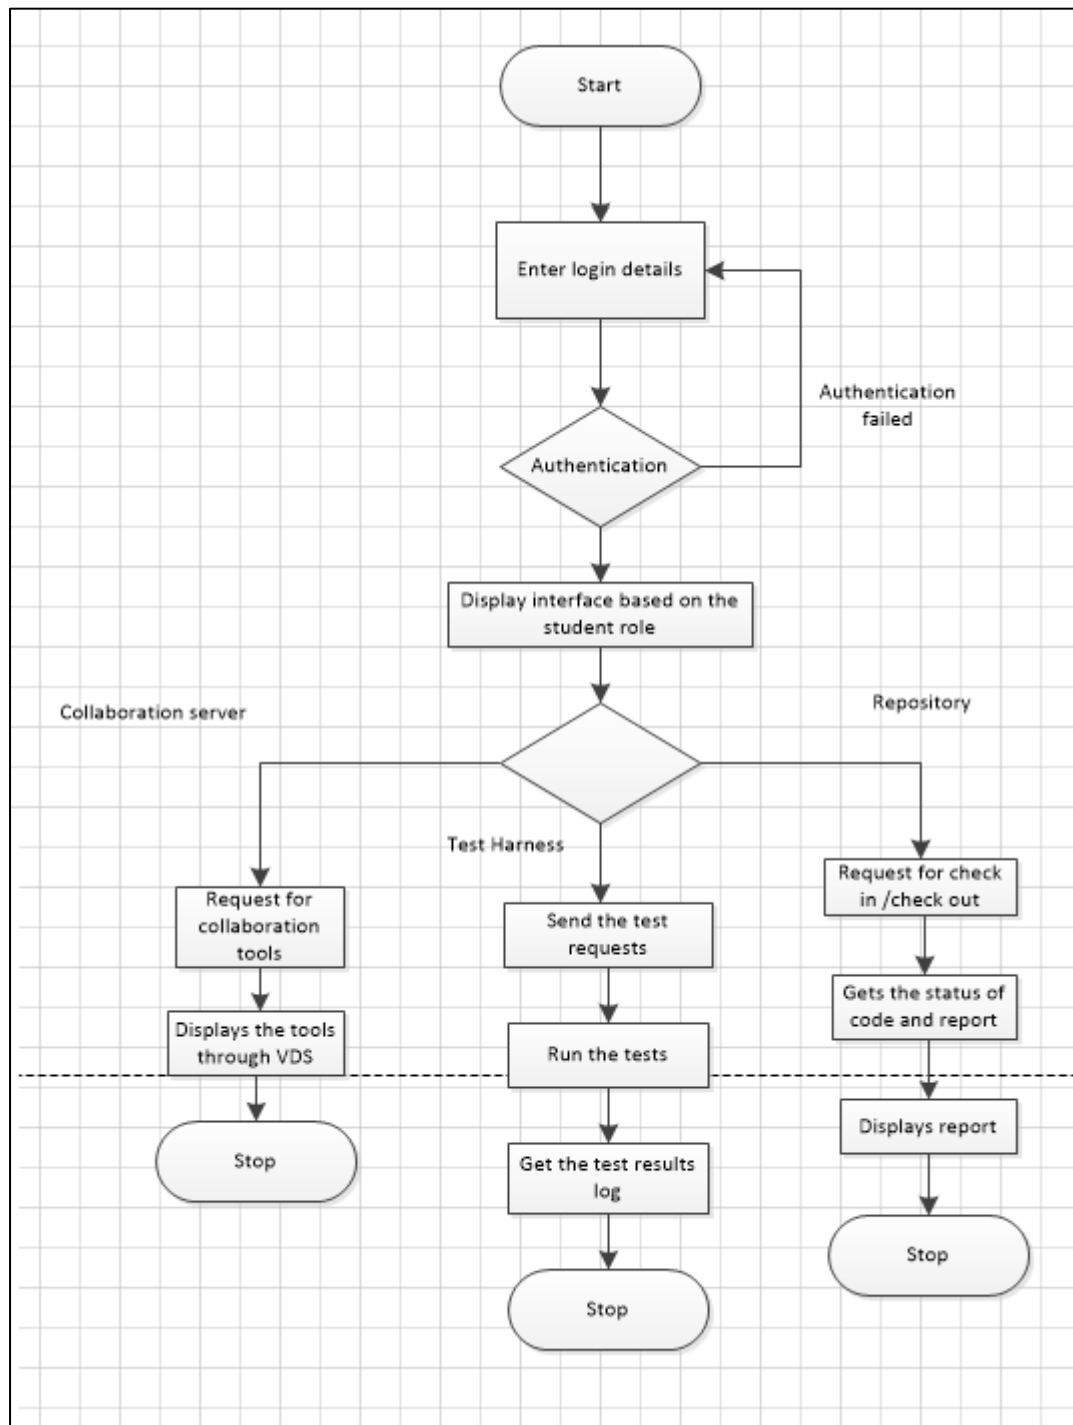 Start
Enter login details
Authentication
failed
Authentication
Display interface based on the
student role
Collaboration server
Repository
Test Harness
Request for
collaboration
tools
Send the test
requests
Request for check
in /check out
Displays the tools
through VDS
Run the tests
Gets the status of
code and report
Stop
Get the test results
log
Displays report
Stop
Stop